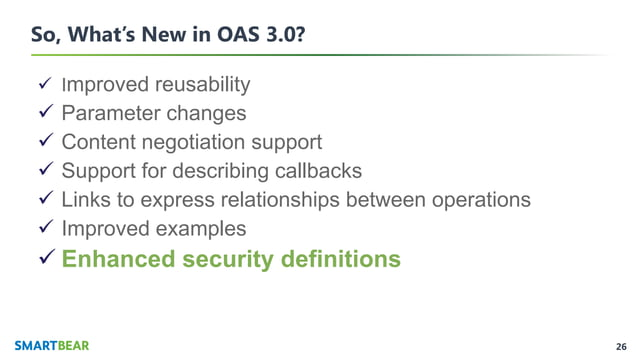 So, What’s New in OAS 3.0?
✓ Improved reusability
✓ Parameter changes
✓ Content negotiation support
✓ Support for describing callbacks
✓ Links to express relationships between operations
✓ Improved examples
✓ Enhanced security definitions
SMARTBEAR
26